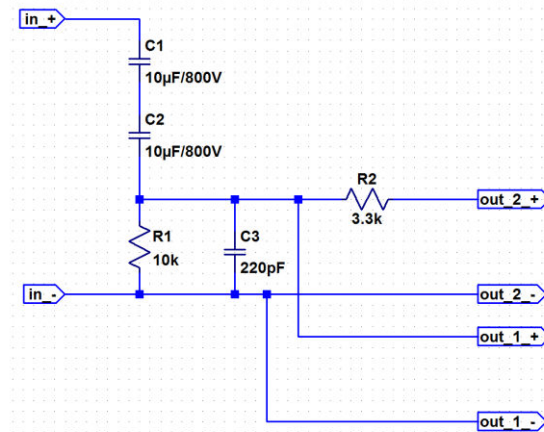 in_+
C1
10µF/800V
C2
10µF/800V
R2
3.3k
out_2_+
R1
10k
C3
220pF
in_-
out_2_-
out_1_+
out_1_-